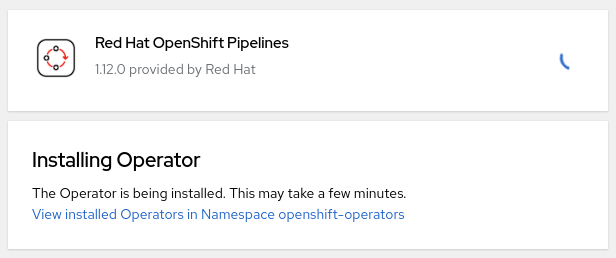 Red Hat OpenShift Pipelines
1.12.0 provided by Red Hat
Installing Operator
The Operator is being installed. This may take a few minutes.
View installed Operators in Namespace openshift-operators